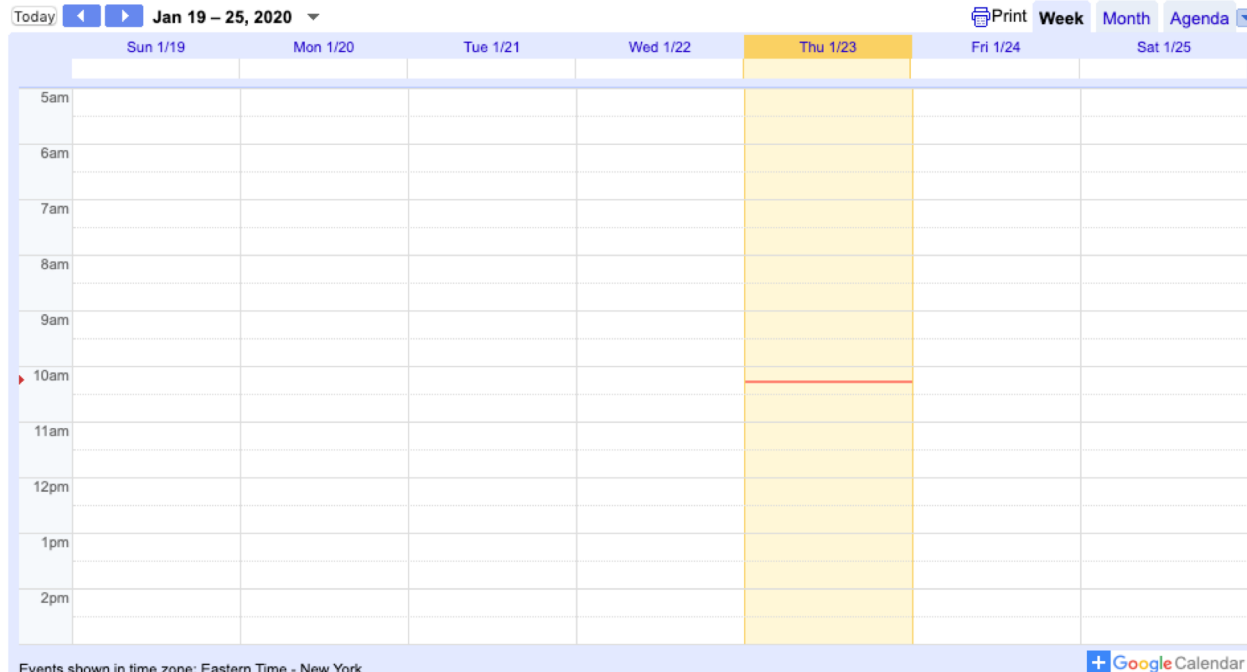 Today Jan 19 – 25, 2020 Print Week Month Agenda
Sun 1/19 Mon 1/20 Tue 1/21 Wed 1/22 Thu 1/23 Fri 1/24 Sat 1/25
5am
6am
7am
8am
9am
10am
11am
12pm
1pm
2pm
Events shown in time zone: Eastern Time - New York
Google Calendar